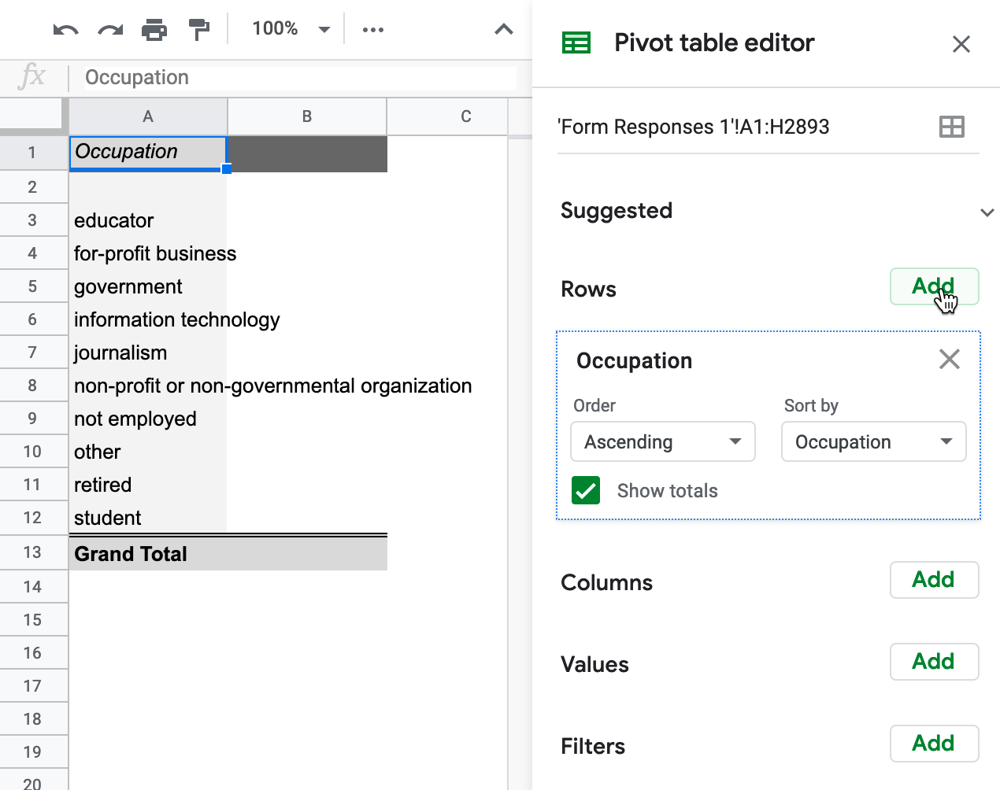 100%
fx
Occupation
A B C
1 Occupation
2
3 educator
4 for-profit business
5 government
6 information technology
7 journalism
8 non-profit or non-governmental organization
9 not employed
10 other
11 retired
12 student
13 Grand Total
14
15
16
17
18
19
20
Pivot table editor
'Form Responses 1'!A1:H2893
Suggested
Rows Add
Occupation
Order Sort by
Ascending Occupation
Show totals
Columns Add
Values Add
Filters Add